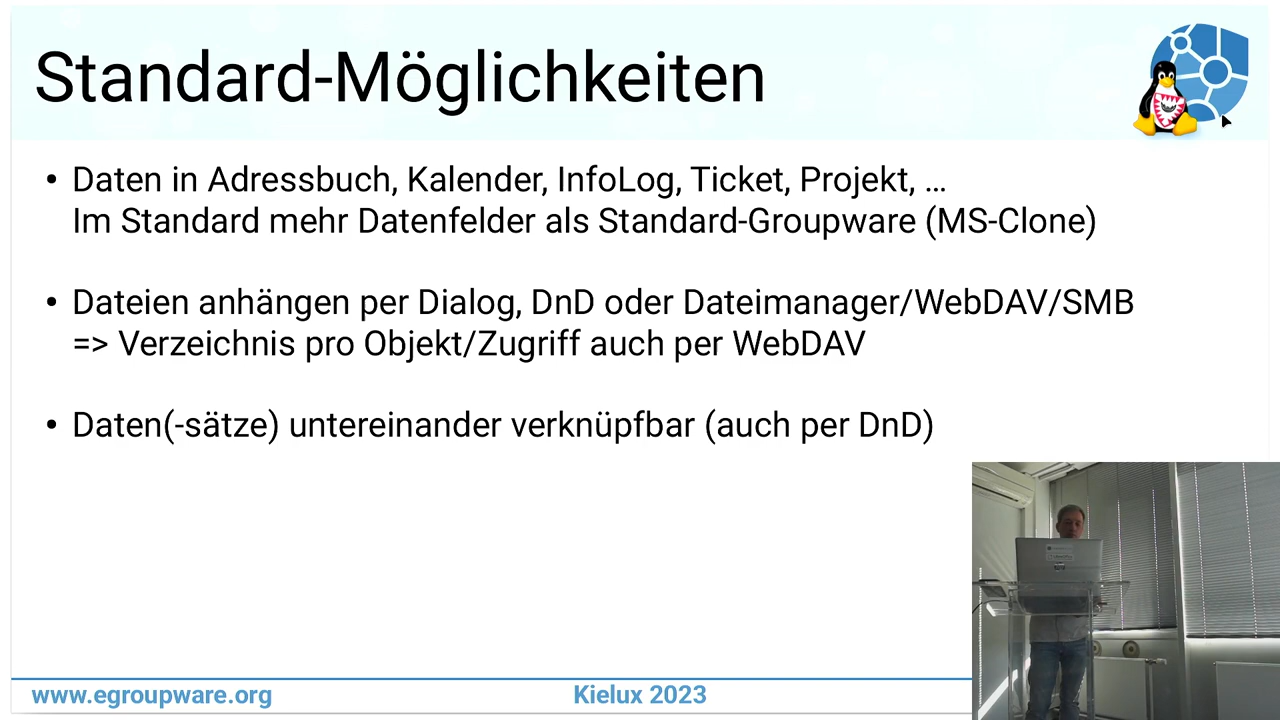 Standard-Möglichkeiten
• Daten in Adressbuch, Kalender, InfoLog, Ticket, Projekt, ...
Im Standard mehr Datenfelder als Standard-Groupware (MS-Clone)
• Dateien anhängen per Dialog, DnD oder Dateimanager/WebDAV/SMB
=> Verzeichnis pro Objekt/Zugriff auch per WebDAV
• Daten(-sätze) untereinander verknüpfbar (auch per DnD)
www.egroupware.org
Kielux 2023